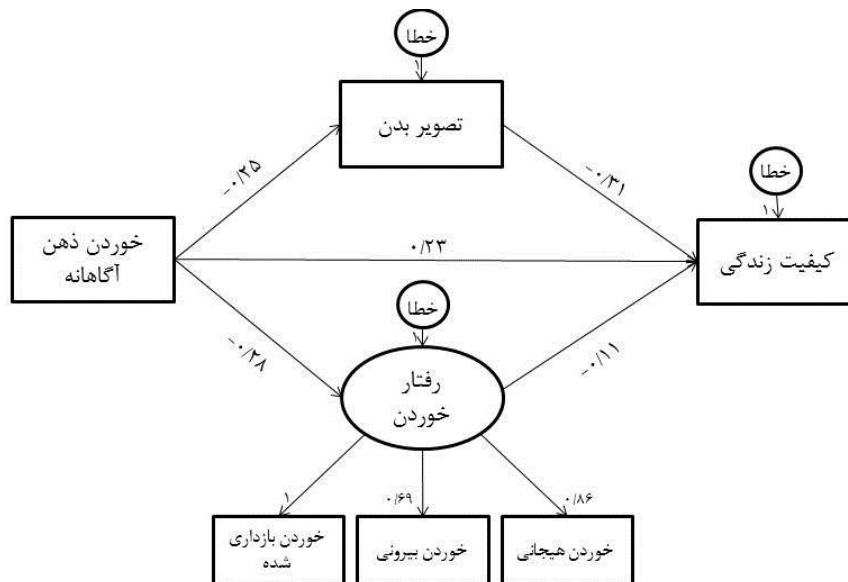 خطا
۱
تصویر بدن
-۰/۲۵
-۰/۳۱
خطا
۱
خوردن ذهن
آگاهانه
۰/۲۳
کیفیت زندگی
خطا
۱
-۰/۲۸
-۰/۱۱
رفتار
خوردن
۱
۰/۶۹
۰/۸۶
خوردن بازداری
شده
خوردن بیرونی
خوردن هیجانی